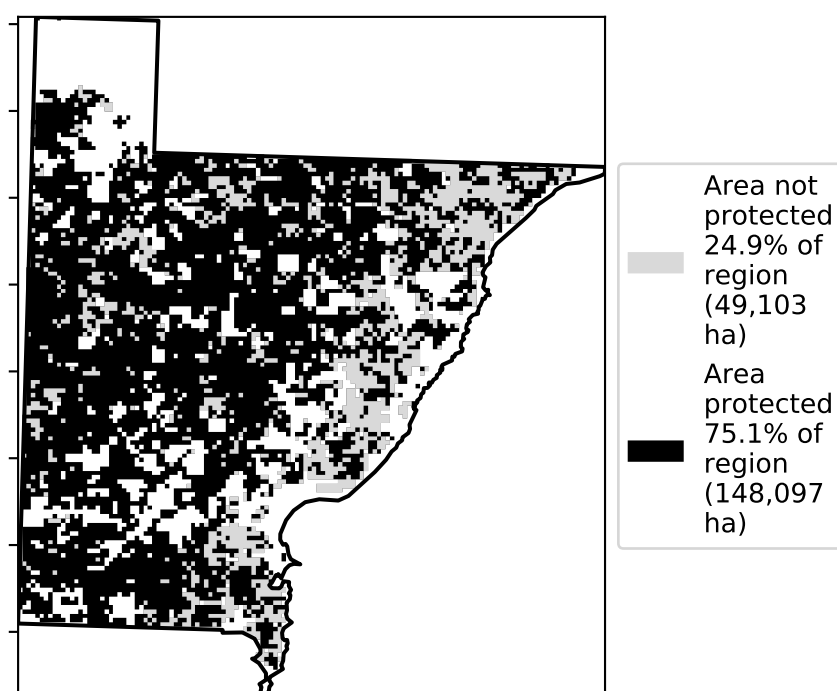 Area not
protected
24.9% of
region
(49,103
ha)
Area
protected
75.1% of
region
(148,097
ha)